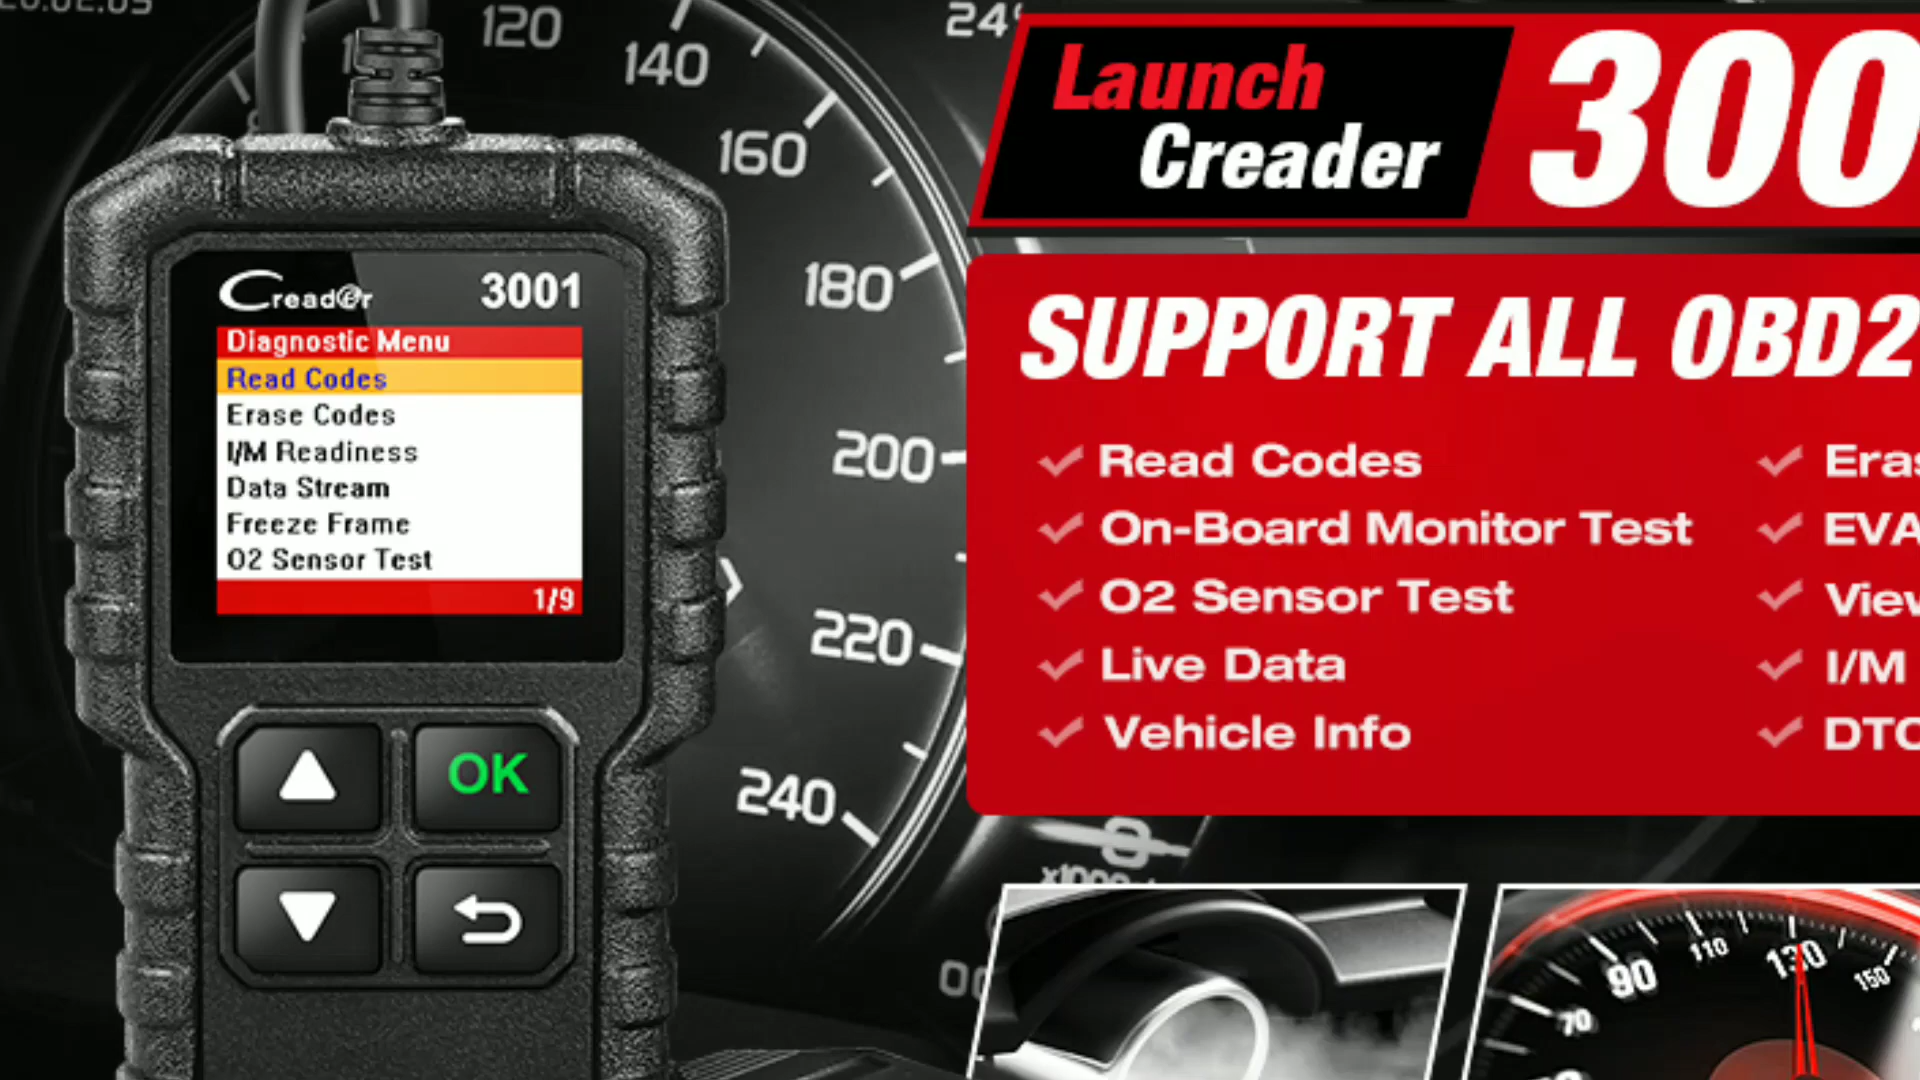 120
140
160
180
200
220
240
Creader 3001
Diagnostic Menu
Read Codes
Erase Codes
I/M Readiness
Data Stream
Freeze Frame
O2 Sensor Test
1/9
OK
Launch
Creader
300
SUPPORT ALL OBD2
Read Codes
On-Board Monitor Test
O2 Sensor Test
Live Data
Vehicle Info
I/M
70
90
110
130
150